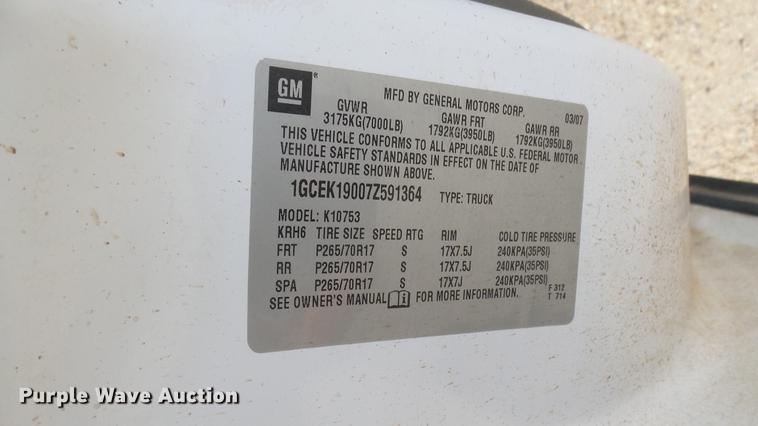 GM ®
MFD BY GENERAL MOTORS CORP. 03/07
GVWR GAWR FRT GAWR RR
3175KG(7000LB) 1792KG(3950LB) 1792KG(3950LB)
THIS VEHICLE CONFORMS TO ALL APPLICABLE U.S. FEDERAL MOTOR
VEHICLE SAFETY STANDARDS IN EFFECT ON THE DATE OF
MANUFACTURE SHOWN ABOVE.
1GCEK19007Z591364 TYPE: TRUCK
MODEL: K10753
KRH6 TIRE SIZE SPEED RTG RIM COLD TIRE PRESSURE
FRT P265/70R17 S 17X7.5J 240KPA(35PSI)
RR P265/70R17 S 17X7.5J 240KPA(35PSI)
SPA P265/70R17 S 17X7J 240KPA(35PSI)
SEE OWNER'S MANUAL FOR MORE INFORMATION.
F 312
T 714
Purple Wave Auction